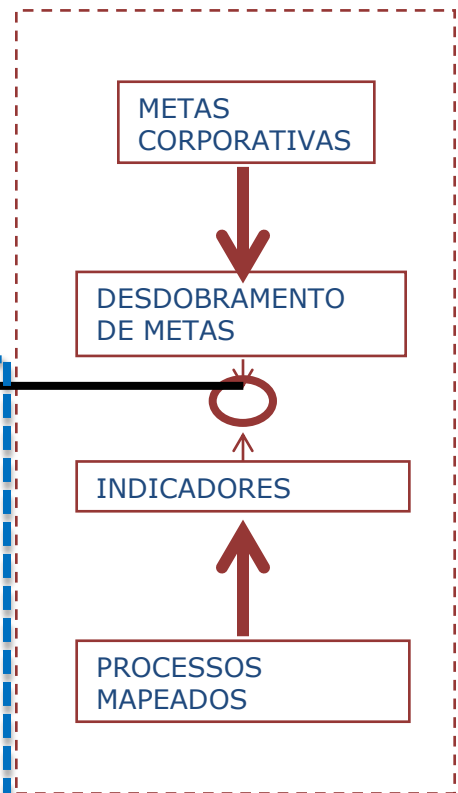 METAS
CORPORATIVAS
DESDOBRAMENTO
DE METAS
INDICADORES
PROCESSOS
MAPEADOS